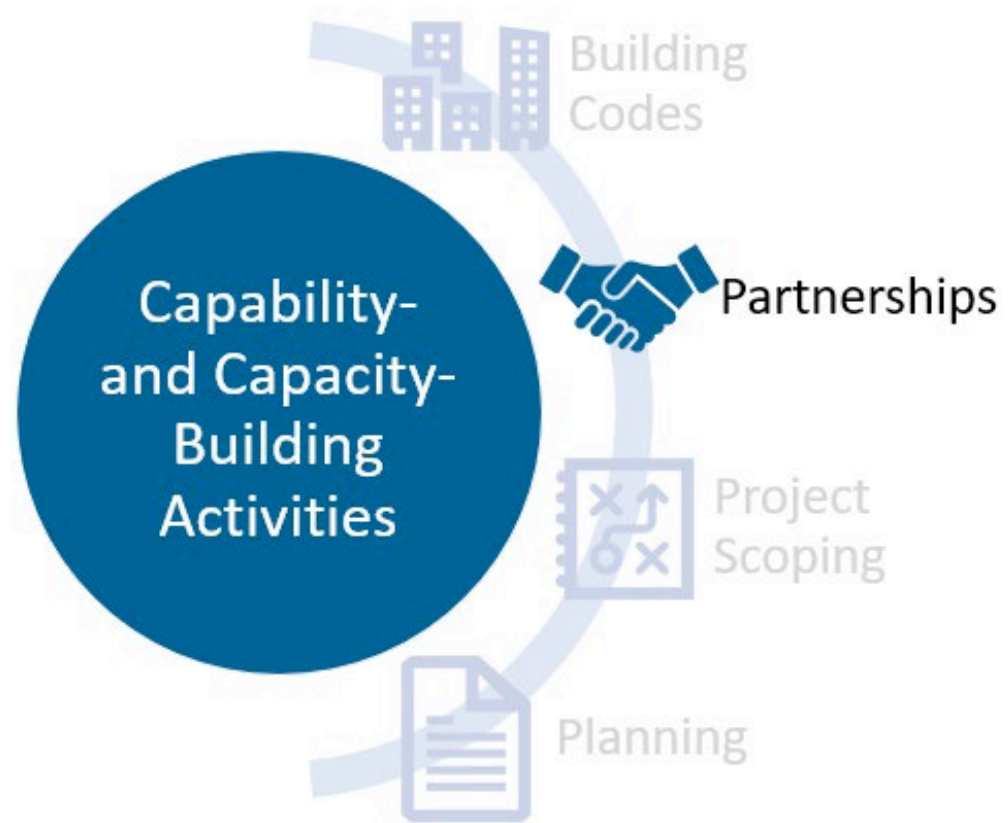 Building
Codes
Capability-
and Capacity-
Building
Activities
Partnerships
Project
Scoping
Planning